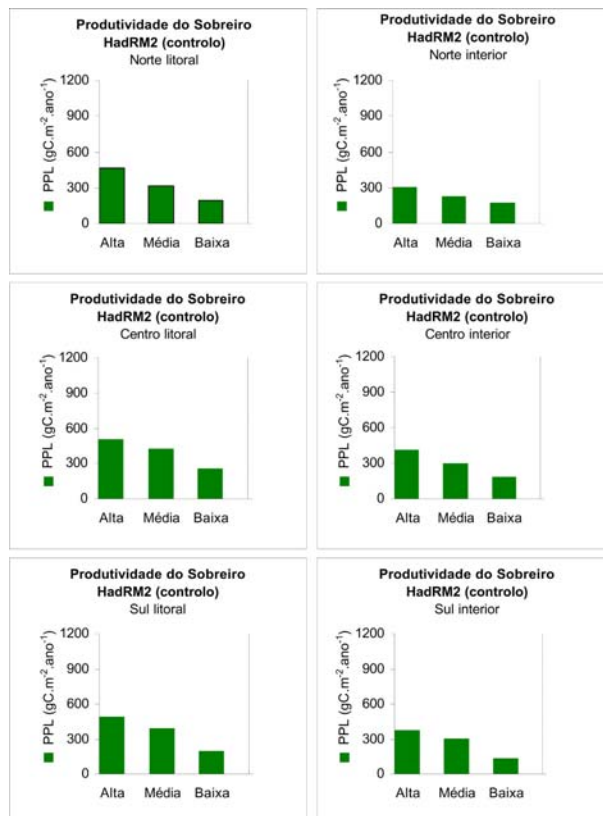 Produtividade do Sobreiro
HadRM2 (controlo)
Norte litoral
PPL (gC.m⁻².ano⁻¹)
1200
900
600
300
0
Alta Média Baixa
Produtividade do Sobreiro
HadRM2 (controlo)
Norte interior
PPL (gC.m⁻².ano⁻¹)
1200
900
600
300
0
Alta Média Baixa
Produtividade do Sobreiro
HadRM2 (controlo)
Centro litoral
PPL (gC.m⁻².ano⁻¹)
1200
900
600
300
0
Alta Média Baixa
Produtividade do Sobreiro
HadRM2 (controlo)
Centro interior
PPL (gC.m⁻².ano⁻¹)
1200
900
600
300
0
Alta Média Baixa
Produtividade do Sobreiro
HadRM2 (controlo)
Sul litoral
PPL (gC.m⁻².ano⁻¹)
1200
900
600
300
0
Alta Média Baixa
Produtividade do Sobreiro
HadRM2 (controlo)
Sul interior
PPL (gC.m⁻².ano⁻¹)
1200
900
600
300
0
Alta Média Baixa